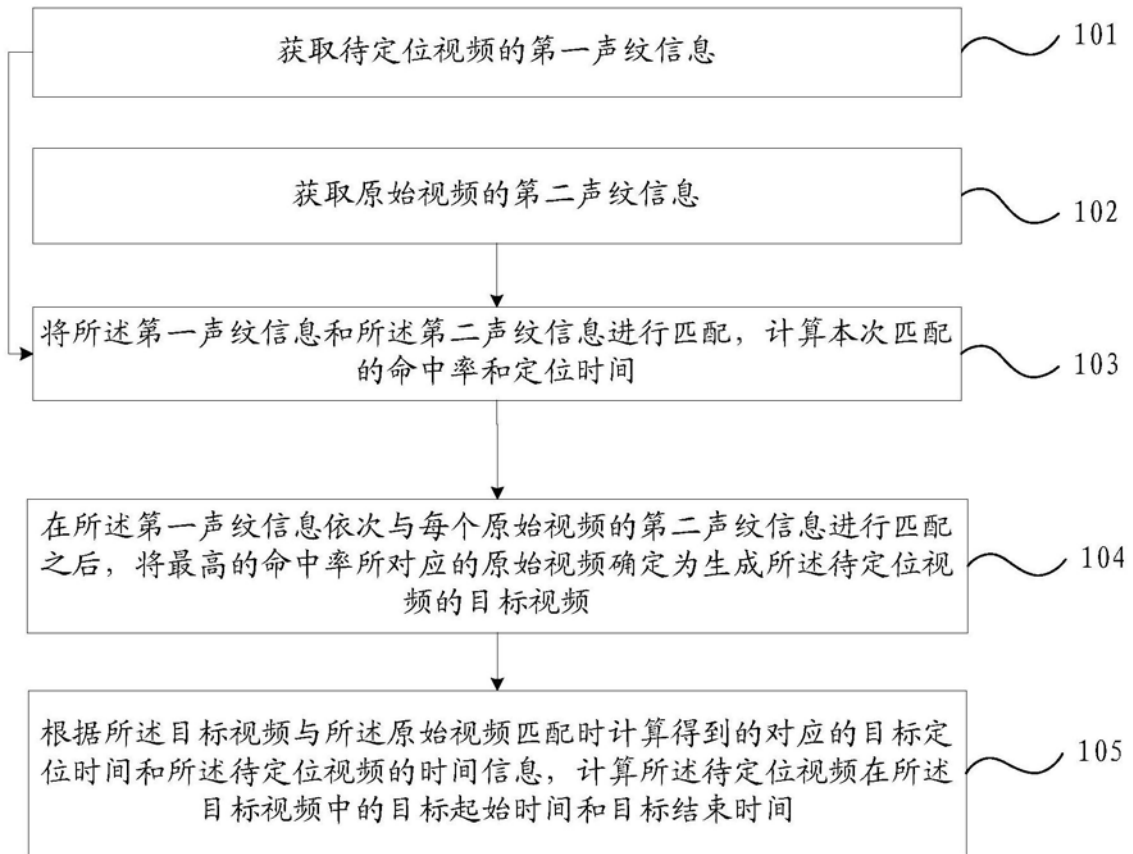 获取待定位视频的第一声纹信息
101
获取原始视频的第二声纹信息
102
将所述第一声纹信息和所述第二声纹信息进行匹配，计算本次匹配
的命中率和定位时间
103
在所述第一声纹信息依次与每个原始视频的第二声纹信息进行匹配
之后，将最高的命中率所对应的原始视频确定为生成所述待定位视
频的目标视频
104
根据所述目标视频与所述原始视频匹配时计算得到的对应的目标定
位时间和所述待定位视频的时间信息，计算所述待定位视频在所述
目标视频中的目标起始时间和目标结束时间
105